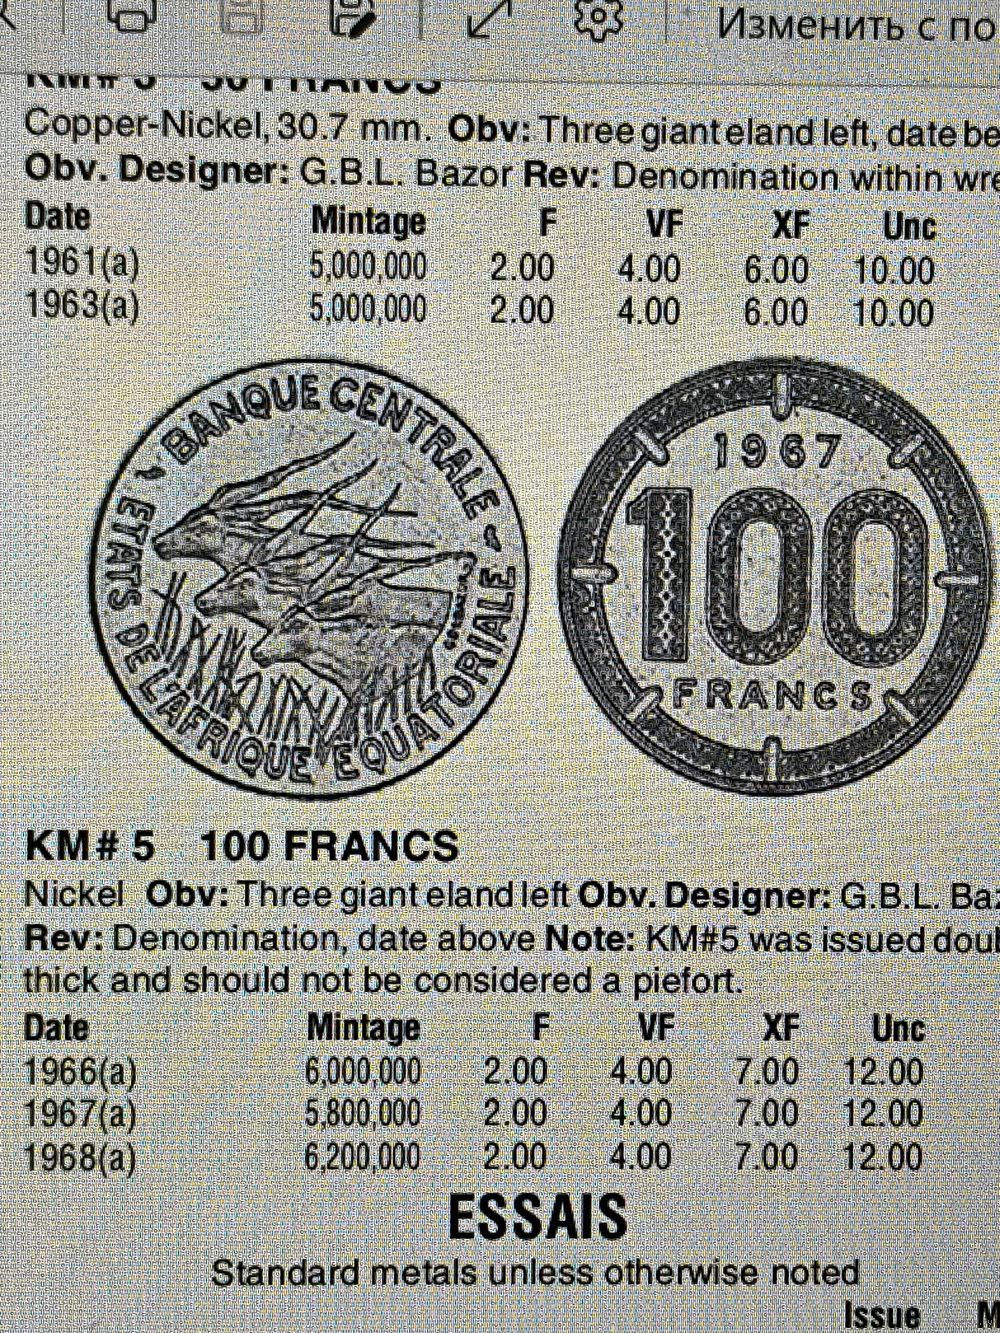 Изменить с по
KM# 3 50 FRANCS
Copper-Nickel, 30.7 mm. Obv: Three giant eland left, date be
Obv. Designer: G.B.L. Bazor Rev: Denomination within wre
Date Mintage F VF XF Unc
1961(a) 5,000,000 2.00 4.00 6.00 10.00
1963(a) 5,000,000 2.00 4.00 6.00 10.00
BANQUE CENTRALE
ETATS DE L'AFRIQUE EQUATORIALE
1967
100
FRANCS
KM# 5 100 FRANCS
Nickel Obv: Three giant eland left Obv. Designer: G.B.L. Baz
Rev: Denomination, date above Note: KM#5 was issued doub
thick and should not be considered a piefort.
Date Mintage F VF XF Unc
1966(a) 6,000,000 2.00 4.00 7.00 12.00
1967(a) 5,800,000 2.00 4.00 7.00 12.00
1968(a) 6,200,000 2.00 4.00 7.00 12.00
ESSAIS
Standard metals unless otherwise noted
Issue M